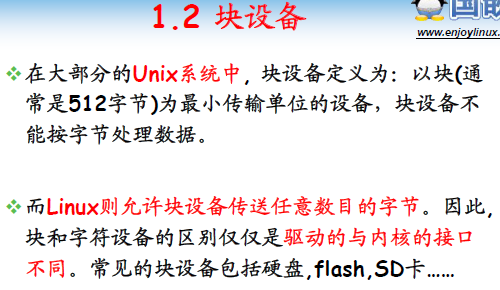 1.2 块设备
国嵌
www.enjoylinux.
在大部分的Unix系统中，块设备定义为：以块(通
常是512字节)为最小传输单位的设备，块设备不
能按字节处理数据。
而Linux则允许块设备传送任意数目的字节。因此,
块和字符设备的区别仅仅是驱动的与内核的接口
不同。常见的块设备包括硬盘,flash,SD卡……